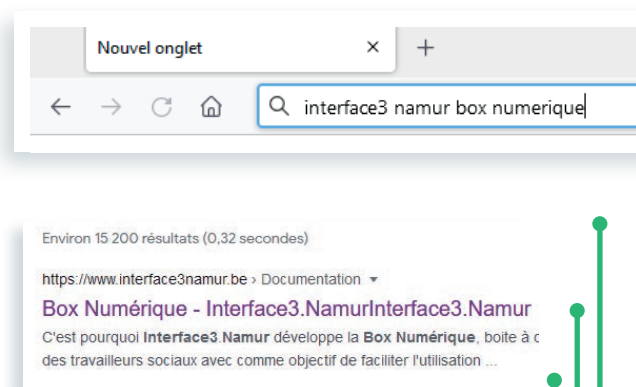 Nouvel onglet
interface3 namur box numerique
Environ 15 200 résultats (0,32 secondes)
https://www.interface3namur.be › Documentation
Box Numérique - Interface3.NamurInterface3.Namur
C'est pourquoi Interface3.Namur développe la Box Numérique, boite à
des travailleurs sociaux avec comme objectif de faciliter l'utilisation ...